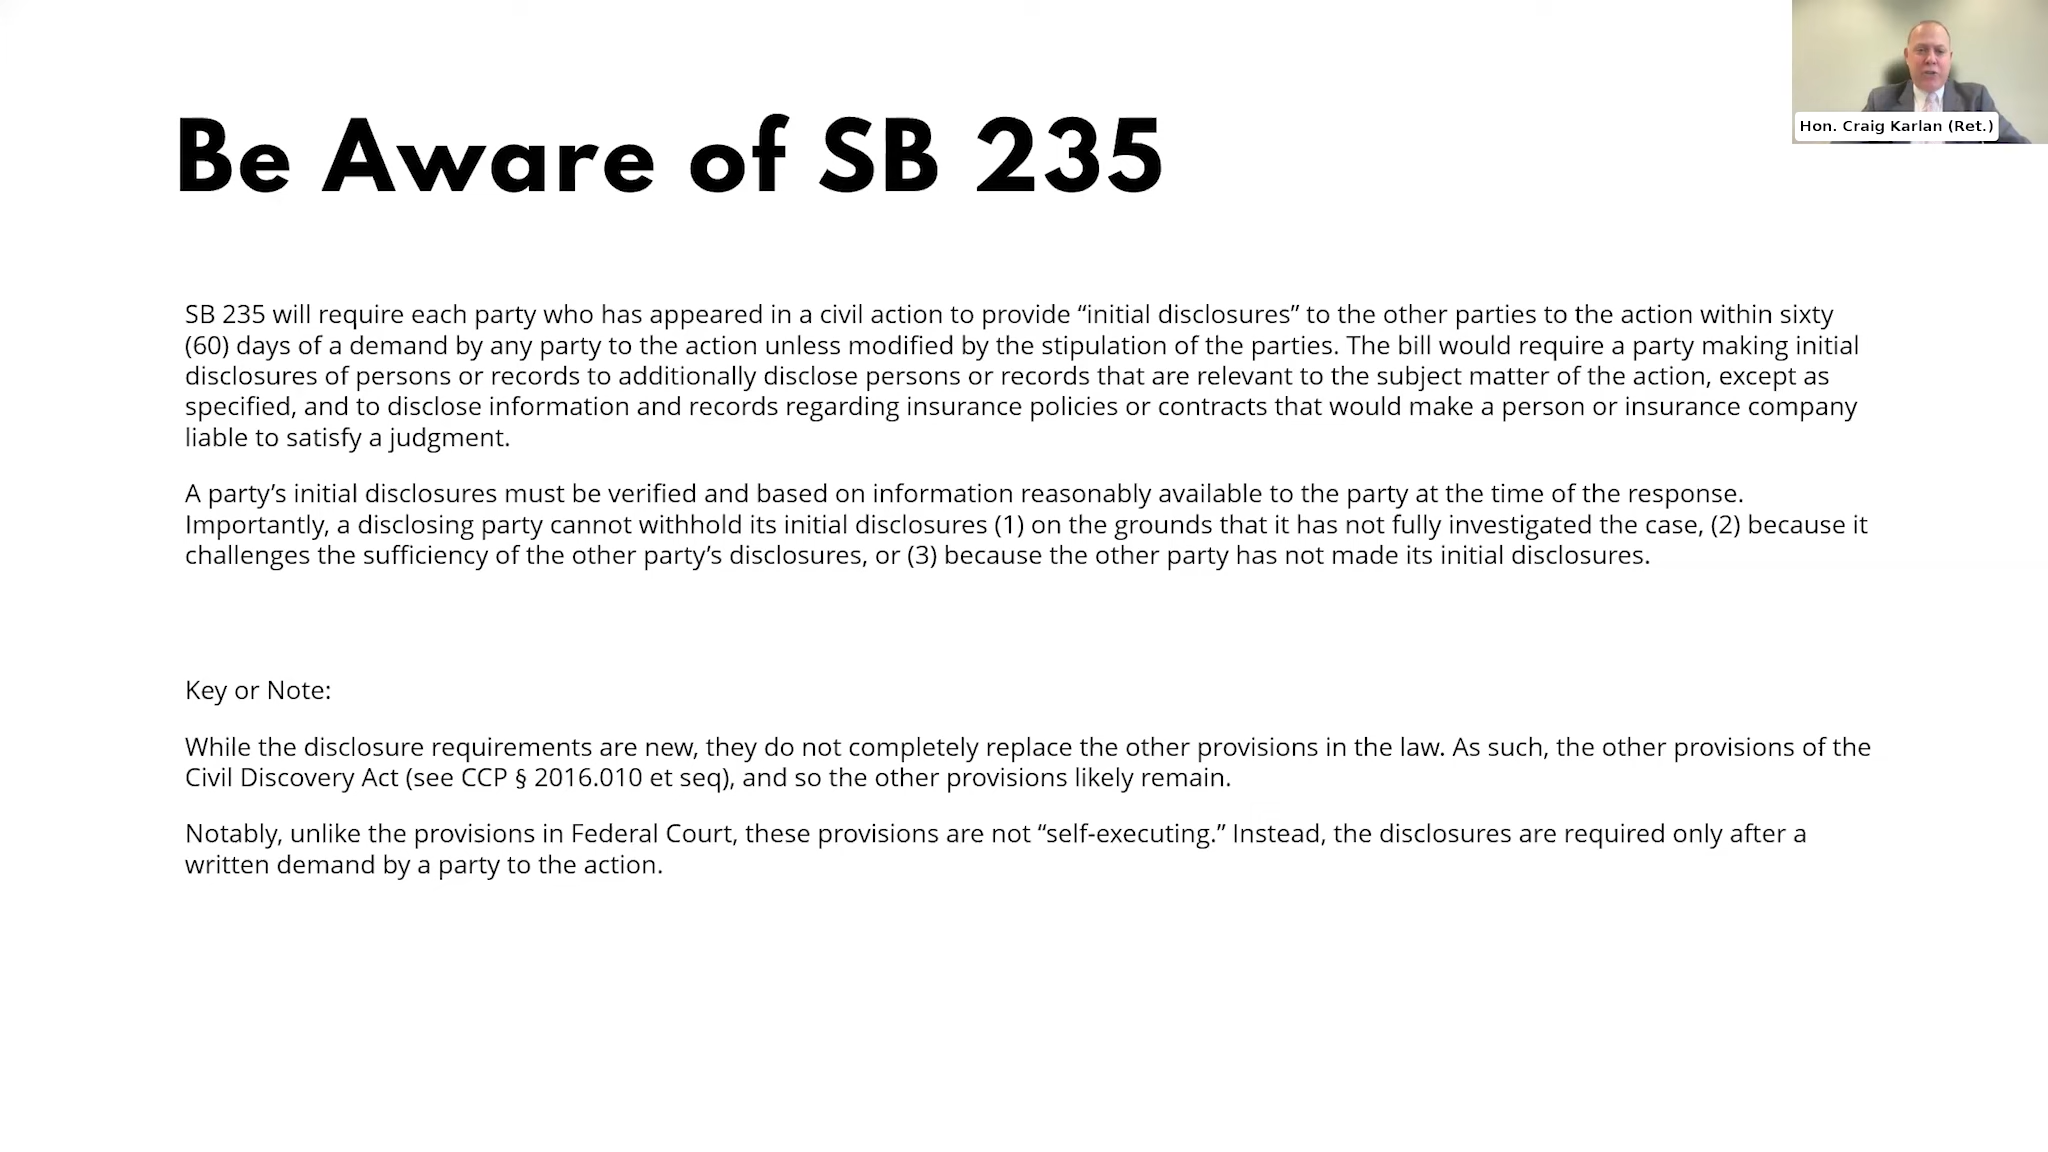 Be Aware of SB 235
Hon. Craig Karlan (Ret.)
SB 235 will require each party who has appeared in a civil action to provide “initial disclosures” to the other parties to the action within sixty
(60) days of a demand by any party to the action unless modified by the stipulation of the parties. The bill would require a party making initial
disclosures of persons or records to additionally disclose persons or records that are relevant to the subject matter of the action, except as
specified, and to disclose information and records regarding insurance policies or contracts that would make a person or insurance company
liable to satisfy a judgment.
A party’s initial disclosures must be verified and based on information reasonably available to the party at the time of the response.
Importantly, a disclosing party cannot withhold its initial disclosures (1) on the grounds that it has not fully investigated the case, (2) because it
challenges the sufficiency of the other party’s disclosures, or (3) because the other party has not made its initial disclosures.
Key or Note:
While the disclosure requirements are new, they do not completely replace the other provisions in the law. As such, the other provisions of the
Civil Discovery Act (see CCP § 2016.010 et seq), and so the other provisions likely remain.
Notably, unlike the provisions in Federal Court, these provisions are not “self-executing.” Instead, the disclosures are required only after a
written demand by a party to the action.